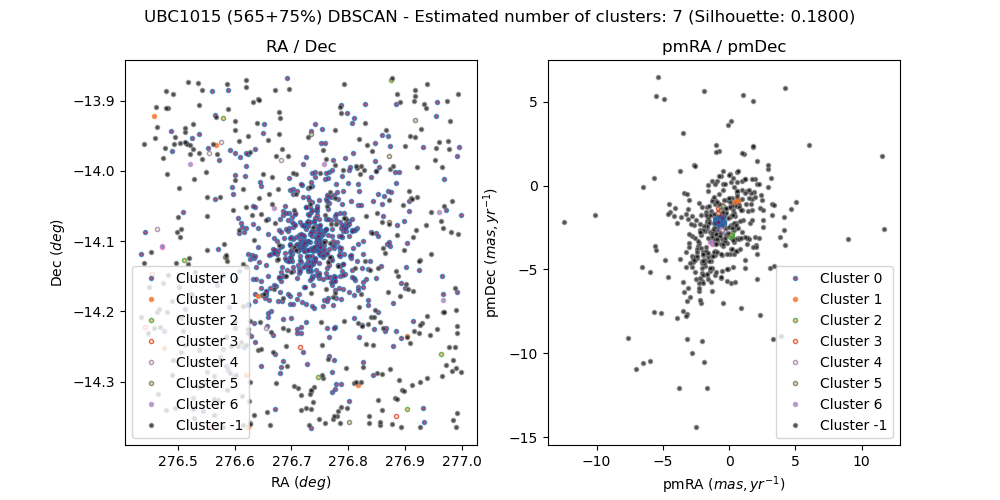 UBC1015 (565+75%) DBSCAN - Estimated number of clusters: 7 (Silhouette: 0.1800)
RA / Dec
pmRA / pmDec
Dec (deg)
−13.9
−14.0
−14.1
−14.2
−14.3
276.5 276.6 276.7 276.8 276.9 277.0
RA (deg)
Cluster 0
Cluster 1
Cluster 2
Cluster 3
Cluster 4
Cluster 5
Cluster 6
Cluster -1
pmDec (mas, yr⁻¹)
5
0
−5
−10
−15
−10 −5 0 5 10
pmRA (mas, yr⁻¹)
Cluster 0
Cluster 1
Cluster 2
Cluster 3
Cluster 4
Cluster 5
Cluster 6
Cluster -1